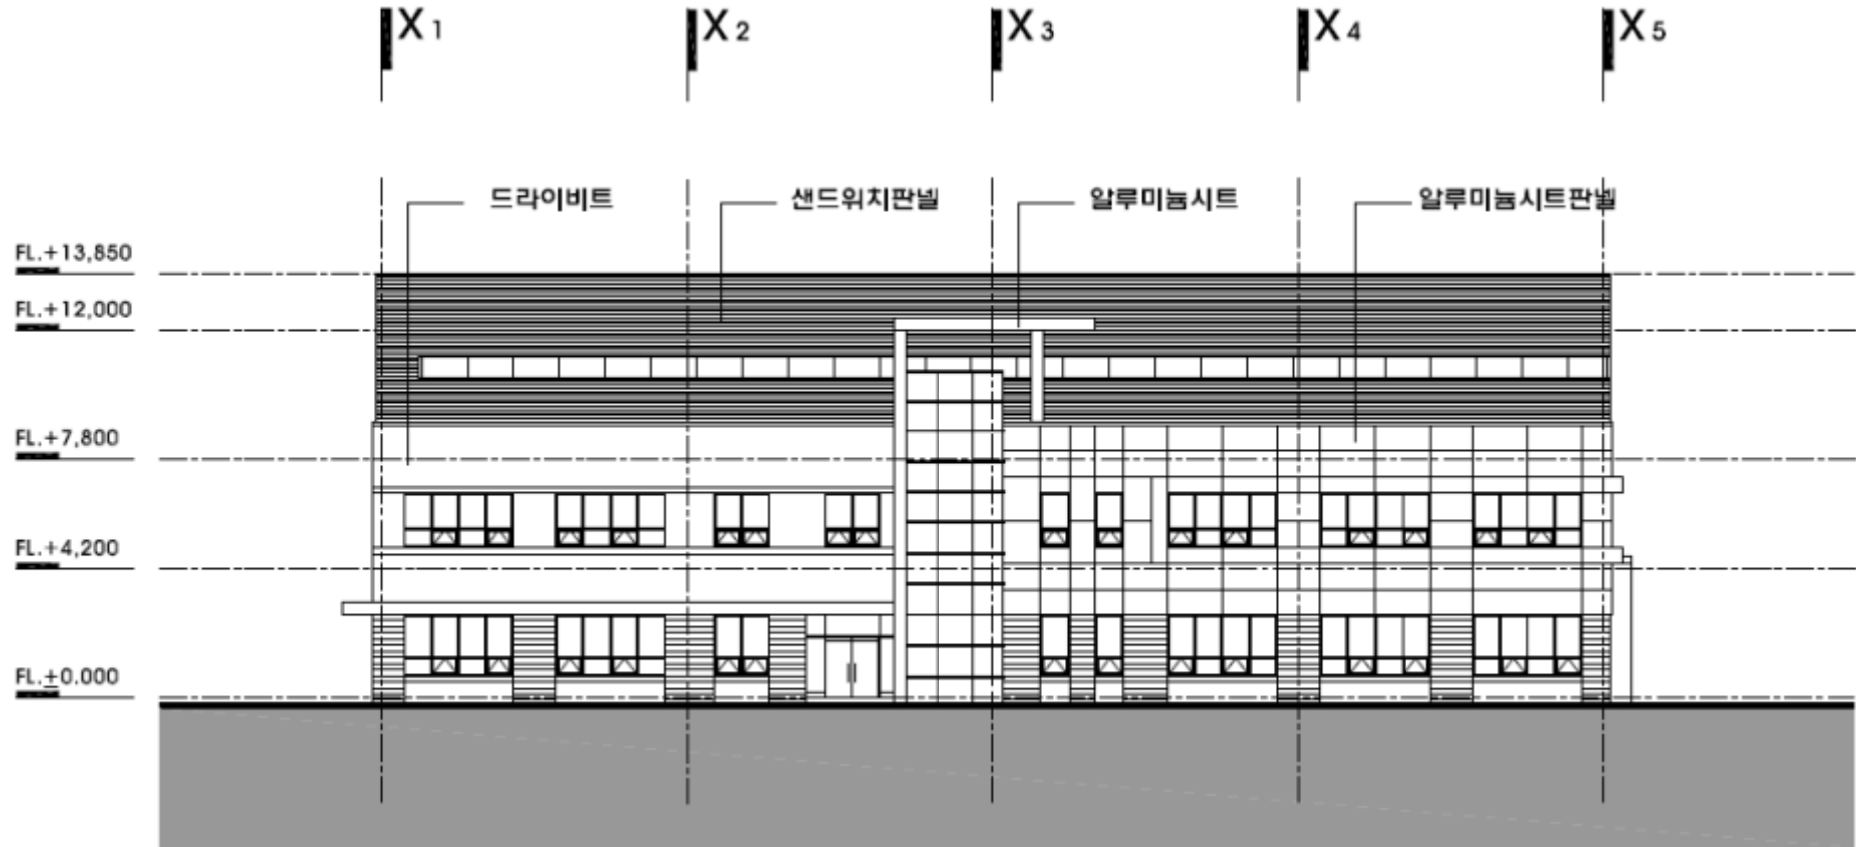 X1 X2 X3 X4 X5
드라이비트 샌드위치판넬 알루미늄시트 알루미늄시트판넬
FL.+13,850
FL.+12,000
FL.+7,800
FL.+4,200
FL.±0.000